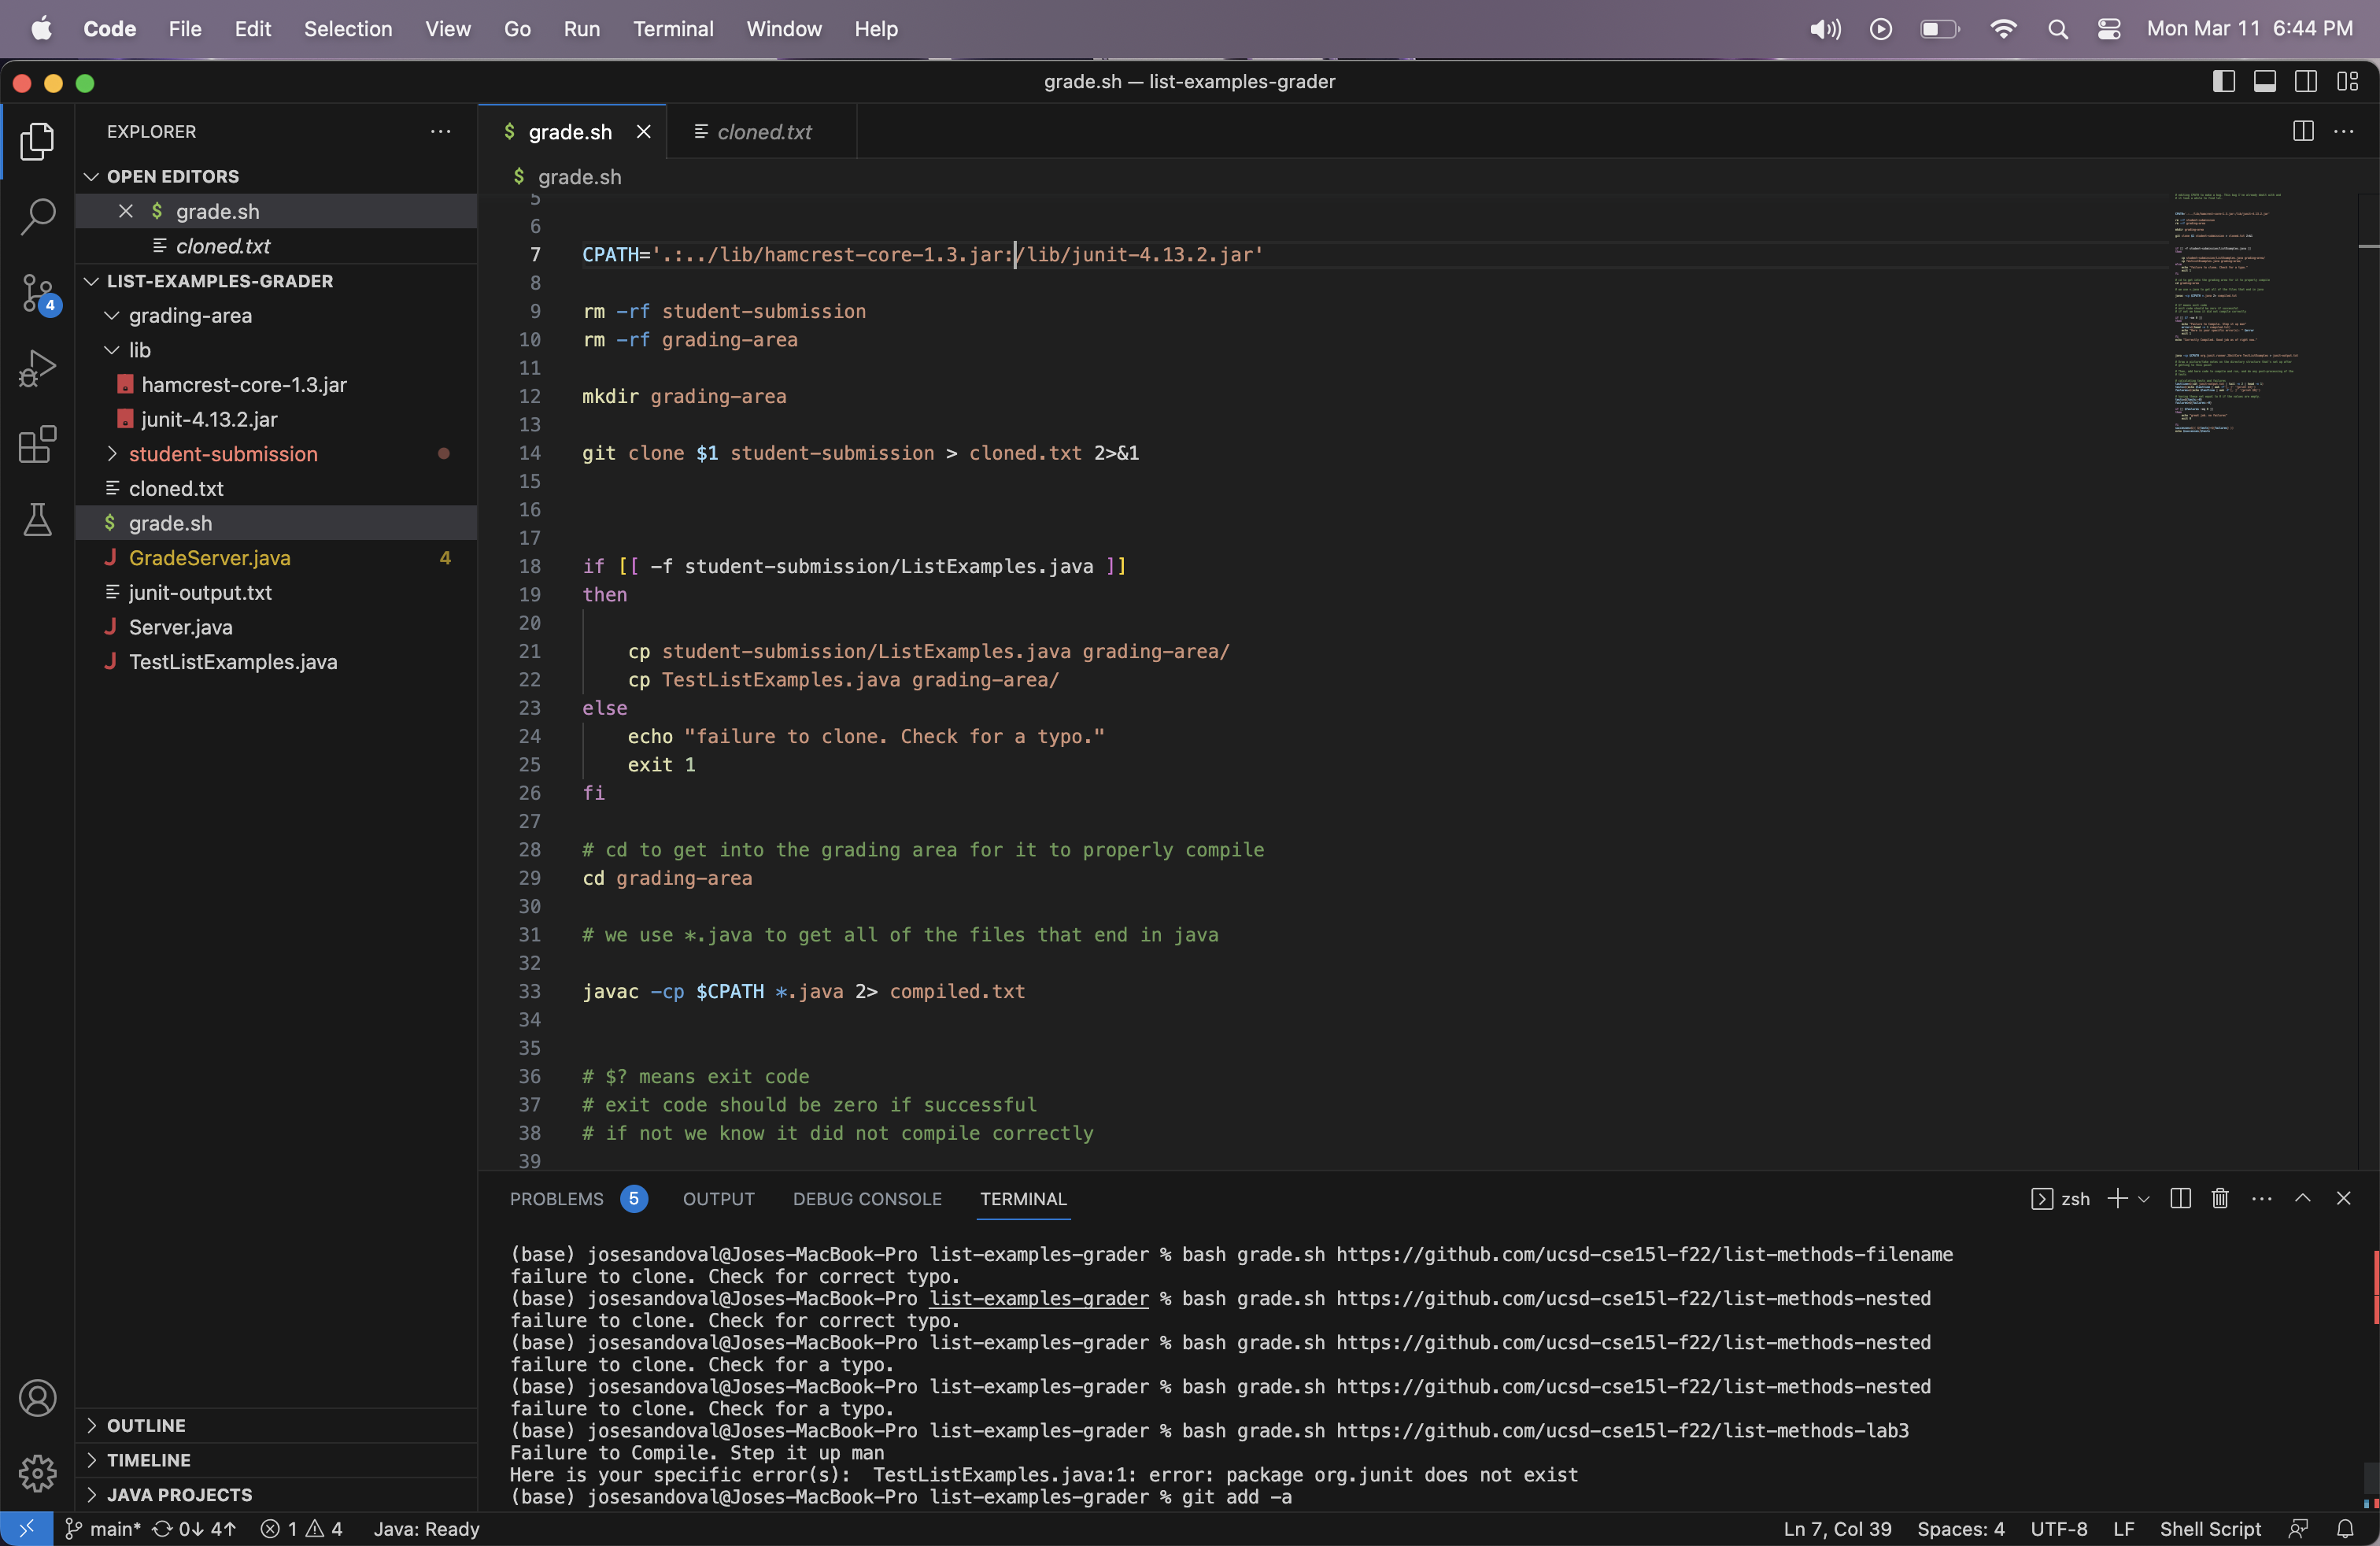 Code File Edit Selection View Go Run Terminal Window Help Mon Mar 11 6:44 PM
grade.sh — list-examples-grader
EXPLORER
OPEN EDITORS
$ grade.sh
cloned.txt
LIST-EXAMPLES-GRADER
grading-area
lib
hamcrest-core-1.3.jar
junit-4.13.2.jar
student-submission
cloned.txt
$ grade.sh
J GradeServer.java 4
junit-output.txt
J Server.java
J TestListExamples.java
4
OUTLINE
TIMELINE
JAVA PROJECTS
$ grade.sh cloned.txt
$ grade.sh
5
6
7 CPATH='.:../lib/hamcrest-core-1.3.jar:/lib/junit-4.13.2.jar'
8
9 rm -rf student-submission
10 rm -rf grading-area
11
12 mkdir grading-area
13
14 git clone $1 student-submission > cloned.txt 2>&1
15
16
17
18 if [[ -f student-submission/ListExamples.java ]]
19 then
20
21 cp student-submission/ListExamples.java grading-area/
22 cp TestListExamples.java grading-area/
23 else
24 echo "failure to clone. Check for a typo."
25 exit 1
26 fi
27
28 # cd to get into the grading area for it to properly compile
29 cd grading-area
30
31 # we use *.java to get all of the files that end in java
32
33 javac -cp $CPATH *.java 2> compiled.txt
34
35
36 # $? means exit code
37 # exit code should be zero if successful
38 # if not we know it did not compile correctly
39
PROBLEMS 5 OUTPUT DEBUG CONSOLE TERMINAL zsh
(base) josesandoval@Joses-MacBook-Pro list-examples-grader % bash grade.sh https://github.com/ucsd-cse15l-f22/list-methods-filename
failure to clone. Check for correct typo.
(base) josesandoval@Joses-MacBook-Pro list-examples-grader % bash grade.sh https://github.com/ucsd-cse15l-f22/list-methods-nested
failure to clone. Check for correct typo.
(base) josesandoval@Joses-MacBook-Pro list-examples-grader % bash grade.sh https://github.com/ucsd-cse15l-f22/list-methods-nested
failure to clone. Check for a typo.
(base) josesandoval@Joses-MacBook-Pro list-examples-grader % bash grade.sh https://github.com/ucsd-cse15l-f22/list-methods-nested
failure to clone. Check for a typo.
(base) josesandoval@Joses-MacBook-Pro list-examples-grader % bash grade.sh https://github.com/ucsd-cse15l-f22/list-methods-lab3
Failure to Compile. Step it up man
Here is your specific error(s):  TestListExamples.java:1: error: package org.junit does not exist
(base) josesandoval@Joses-MacBook-Pro list-examples-grader % git add -a
main* 0↓ 4↑ 1 4 Java: Ready Ln 7, Col 39 Spaces: 4 UTF-8 LF Shell Script